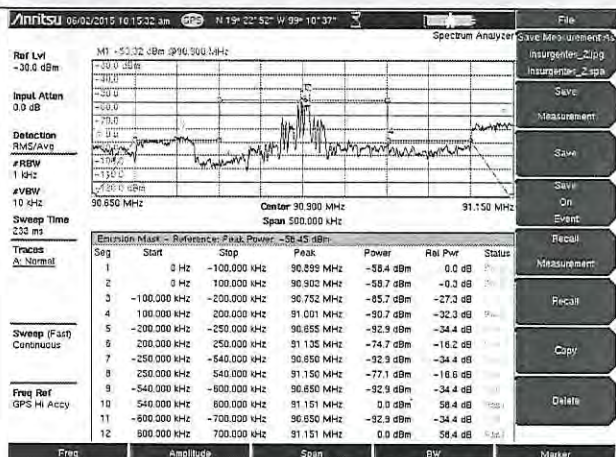 Anritsu 06/02/2015 10:15:32 am GPS N 19° 22' 52" W 99° 10' 37"
Spectrum Analyzer
M1 -53.32 dBm @90.900 MHz
Ref Lvl
-30.0 dBm
Input Atten
0.0 dB
Detection
RMS/Avg
#RBW
1 kHz
#VBW
10 kHz
Sweep Time
233 ms
Traces
A: Normal
Sweep (Fast)
Continuous
Freq Ref
GPS Hi Accy
90.650 MHz Center 90.900 MHz 91.150 MHz
Span 500.000 kHz
Emission Mask - Reference: Peak Power -58.45 dBm
Seg Start Stop Peak Power Rel Pwr Status
1 0 Hz -100.000 kHz 90.899 MHz -58.4 dBm 0.0 dB
2 0 Hz 100.000 kHz 90.902 MHz -58.7 dBm -0.3 dB
3 -100.000 kHz -200.000 kHz 90.752 MHz -85.7 dBm -27.3 dB
4 100.000 kHz 200.000 kHz 91.001 MHz -90.7 dBm -32.3 dB
5 -200.000 kHz -250.000 kHz 90.655 MHz -92.9 dBm -34.4 dB
6 200.000 kHz 250.000 kHz 91.135 MHz -74.7 dBm -16.2 dB
7 -250.000 kHz -540.000 kHz 90.650 MHz -92.9 dBm -34.4 dB
8 250.000 kHz 540.000 kHz 91.150 MHz -77.1 dBm -18.6 dB
9 -540.000 kHz -600.000 kHz 90.650 MHz -92.9 dBm -34.4 dB
10 540.000 kHz 600.000 kHz 91.151 MHz 0.0 dBm 58.4 dB
11 -600.000 kHz -700.000 kHz 90.650 MHz -92.9 dBm -34.4 dB
12 600.000 kHz 700.000 kHz 91.151 MHz 0.0 dBm 58.4 dB
File
Save Measurement As
Insurgentes_Z.jpg
Insurgentes_Z.spa
Save
Measurement
Save
Save
On
Event
Recall
Measurement
Recall
Copy
Delete
Freq Amplitude Span BW Marker